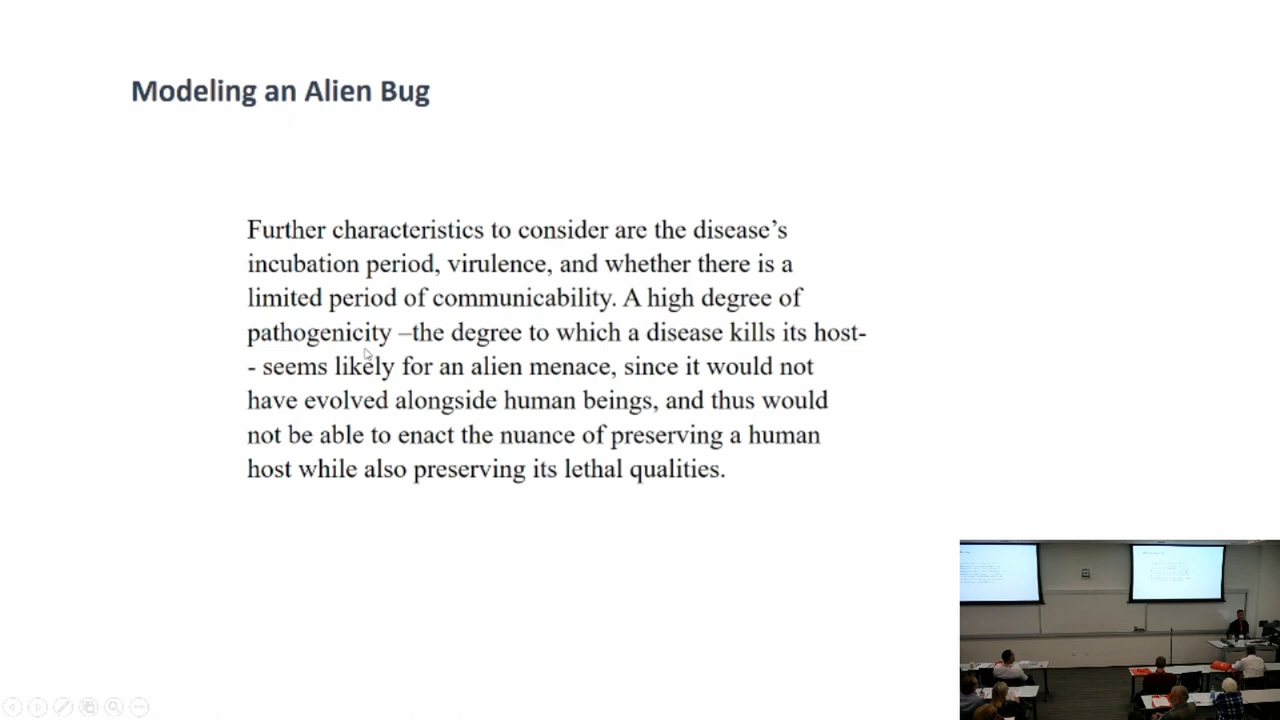 Modeling an Alien Bug
Further characteristics to consider are the disease’s
incubation period, virulence, and whether there is a
limited period of communicability. A high degree of
pathogenicity –the degree to which a disease kills its host-
- seems likely for an alien menace, since it would not
have evolved alongside human beings, and thus would
not be able to enact the nuance of preserving a human
host while also preserving its lethal qualities.